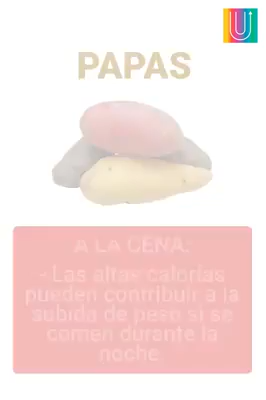 PAPAS
A LA CENA:
- Las altas calorías
pueden contribuir a la
subida de peso si se
comen durante la
noche.